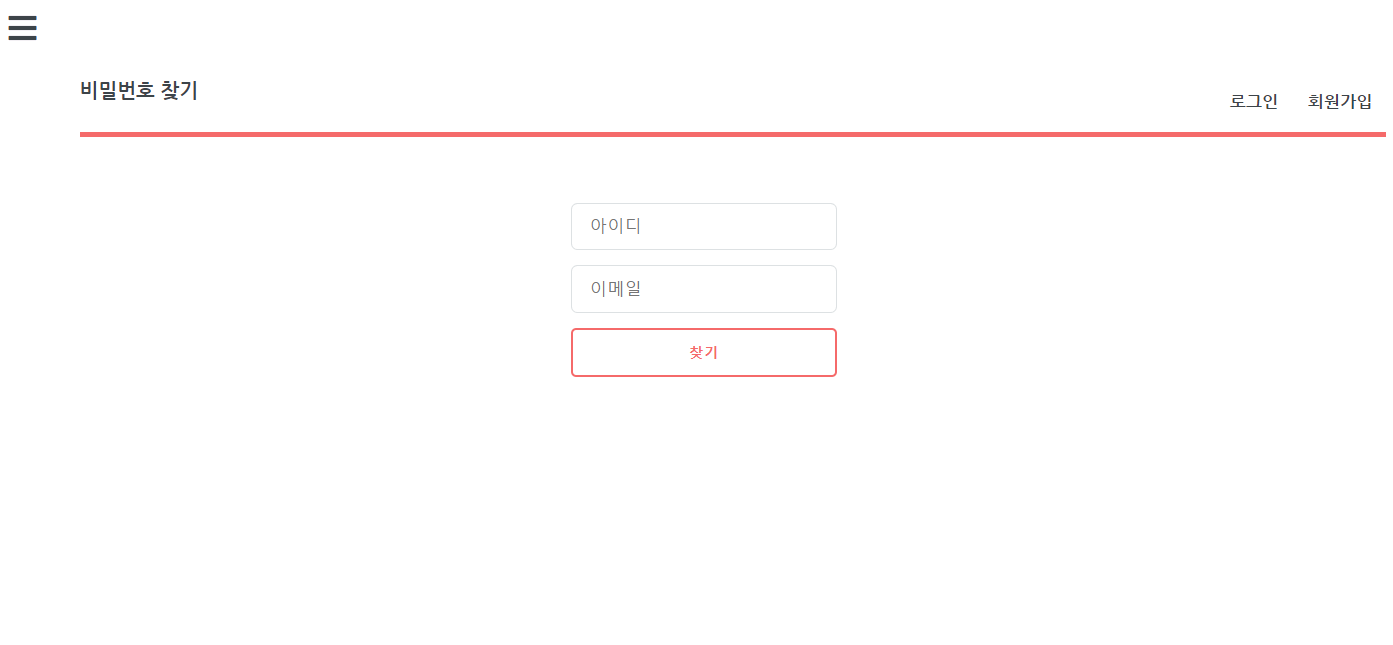 비밀번호 찾기
로그인 회원가입
아이디
이메일
찾기